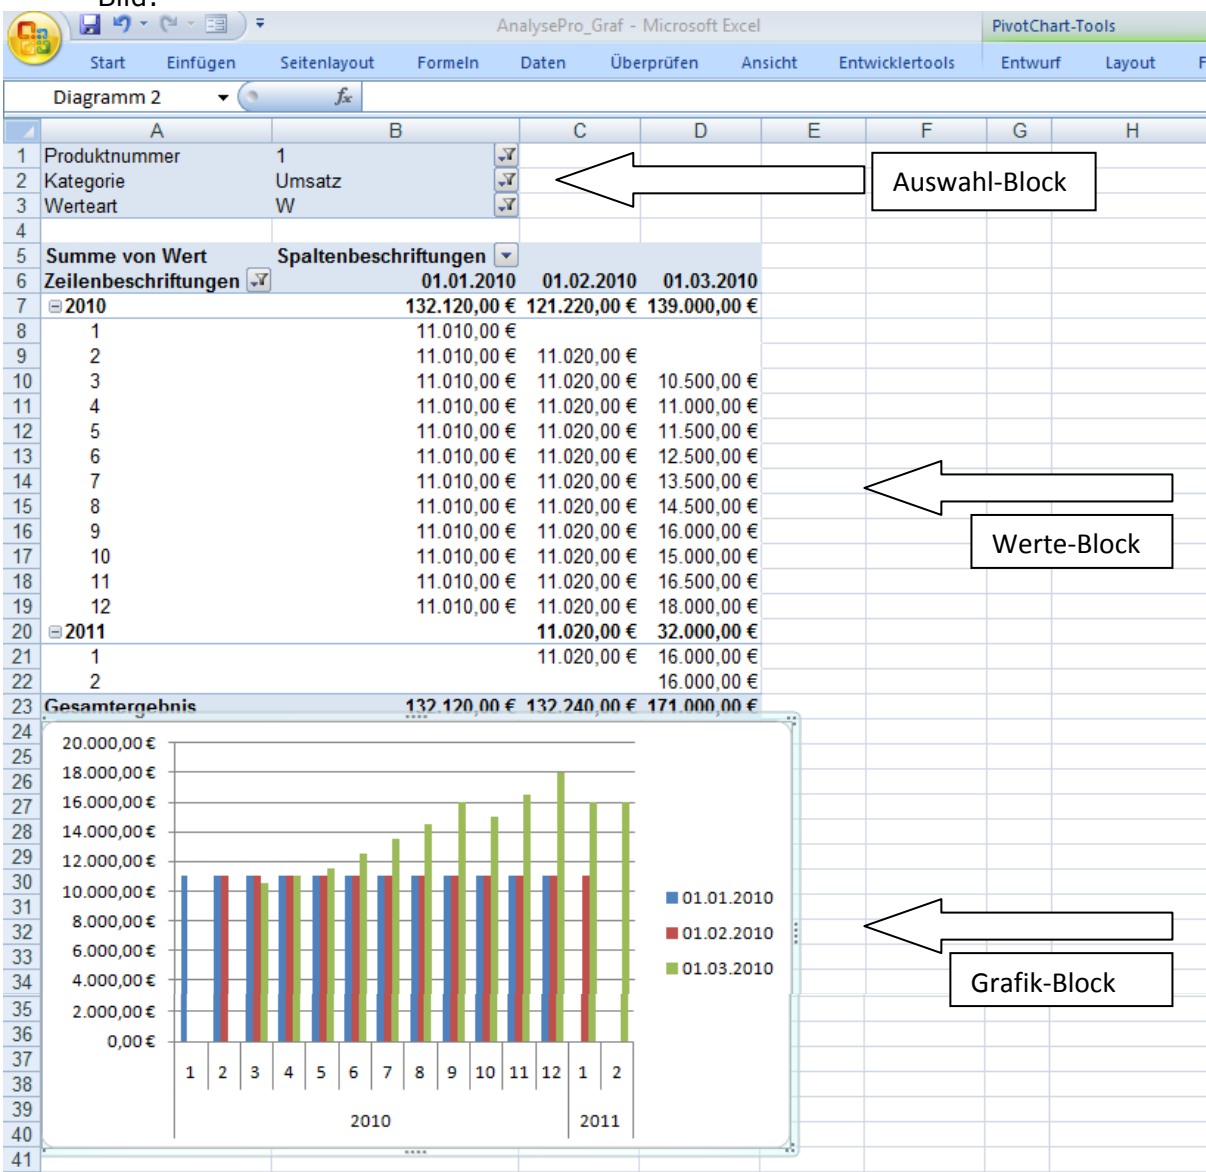 Bild:
AnalysePro_Graf - Microsoft Excel PivotChart-Tools
Start Einfügen Seitenlayout Formeln Daten Überprüfen Ansicht Entwicklertools Entwurf Layout F
Diagramm 2 fx
A B C D E F G H
1 Produktnummer 1
2 Kategorie Umsatz
3 Werteart W
Auswahl-Block
4
5 Summe von Wert Spaltenbeschriftungen
6 Zeilenbeschriftungen 01.01.2010 01.02.2010 01.03.2010
7 2010 132.120,00 € 121.220,00 € 139.000,00 €
8 1 11.010,00 €
9 2 11.010,00 € 11.020,00 €
10 3 11.010,00 € 11.020,00 € 10.500,00 €
11 4 11.010,00 € 11.020,00 € 11.000,00 €
12 5 11.010,00 € 11.020,00 € 11.500,00 €
13 6 11.010,00 € 11.020,00 € 12.500,00 €
14 7 11.010,00 € 11.020,00 € 13.500,00 €
15 8 11.010,00 € 11.020,00 € 14.500,00 €
16 9 11.010,00 € 11.020,00 € 16.000,00 €
17 10 11.010,00 € 11.020,00 € 15.000,00 €
Werte-Block
18 11 11.010,00 € 11.020,00 € 16.500,00 €
19 12 11.010,00 € 11.020,00 € 18.000,00 €
20 2011 11.020,00 € 32.000,00 €
21 1 11.020,00 € 16.000,00 €
22 2 16.000,00 €
23 Gesamtergebnis 132.120,00 € 132.240,00 € 171.000,00 €
24
25
26
27
28
29
30
31
32
33
34
35
36
37
38
39
40
41
20.000,00 €
18.000,00 €
16.000,00 €
14.000,00 €
12.000,00 €
10.000,00 €
8.000,00 €
6.000,00 €
4.000,00 €
2.000,00 €
0,00 €
1 2 3 4 5 6 7 8 9 10 11 12 1 2
2010 2011
01.01.2010
01.02.2010
01.03.2010
Grafik-Block